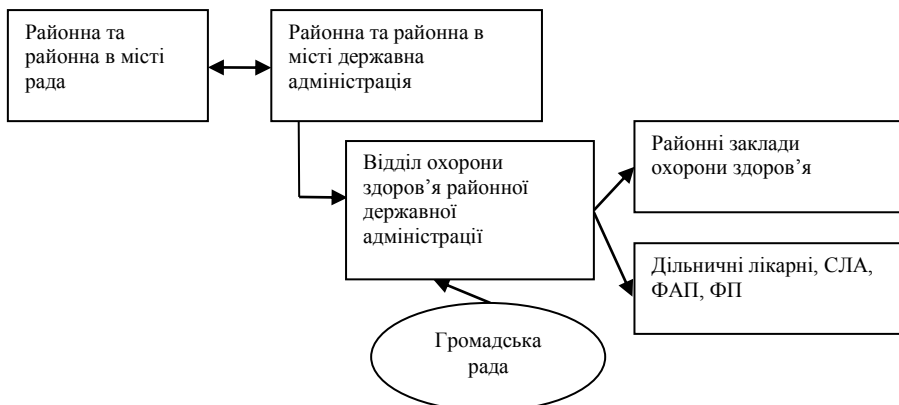 Районна та
районна в місті
рада
Районна та районна в
місті державна
адміністрація
Відділ охорони
здоров’я районної
державної
адміністрації
Районні заклади
охорони здоров’я
Дільничні лікарні, СЛА,
ФАП, ФП
Громадська
рада